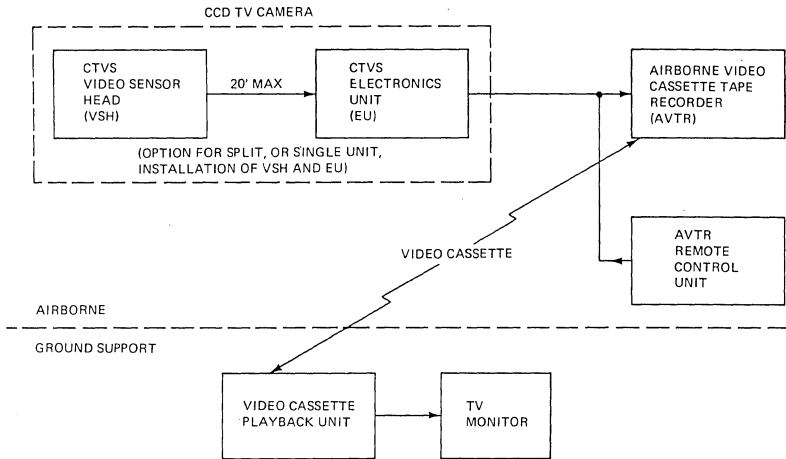 CCD TV CAMERA
CTVS
VIDEO SENSOR
HEAD
(VSH)
20' MAX
CTVS
ELECTRONICS
UNIT
(EU)
(OPTION FOR SPLIT, OR SINGLE UNIT,
INSTALLATION OF VSH AND EU)
AIRBORNE VIDEO
CASSETTE TAPE
RECORDER
(AVTR)
AVTR
REMOTE
CONTROL
UNIT
VIDEO CASSETTE
AIRBORNE
GROUND SUPPORT
VIDEO CASSETTE
PLAYBACK UNIT
TV
MONITOR